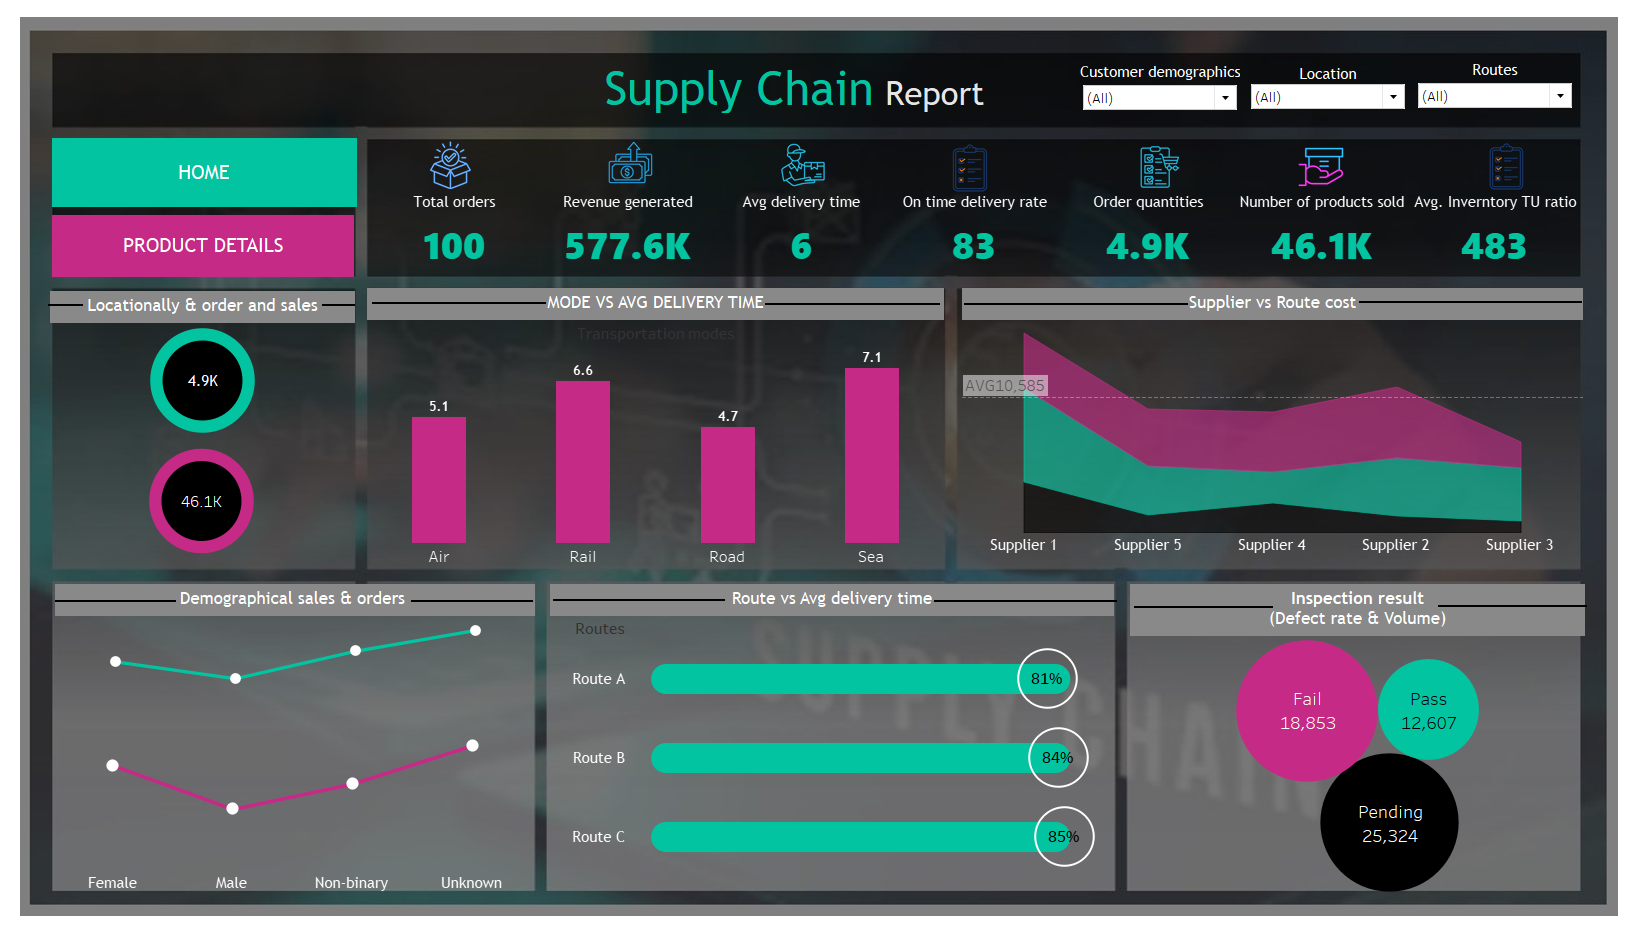 Supply Chain Report
Customer demographics
(All)
Location
(All)
Routes
(All)
HOME
PRODUCT DETAILS
Total orders
100
Revenue generated
577.6K
Avg delivery time
6
On time delivery rate
83
Order quantities
4.9K
Number of products sold
46.1K
Avg. Inverntory TU ratio
483
Locationally & order and sales
4.9K
46.1K
MODE VS AVG DELIVERY TIME
Transportation modes
5.1
6.6
4.7
7.1
Air
Rail
Road
Sea
Supplier vs Route cost
AVG10,585
Supplier 1
Supplier 5
Supplier 4
Supplier 2
Supplier 3
Demographical sales & orders
Female
Male
Non-binary
Unknown
Route vs Avg delivery time
Routes
Route A
81%
Route B
84%
Route C
85%
SUPPLY CHAIN
Inspection result
(Defect rate & Volume)
Fail
18,853
Pass
12,607
Pending
25,324